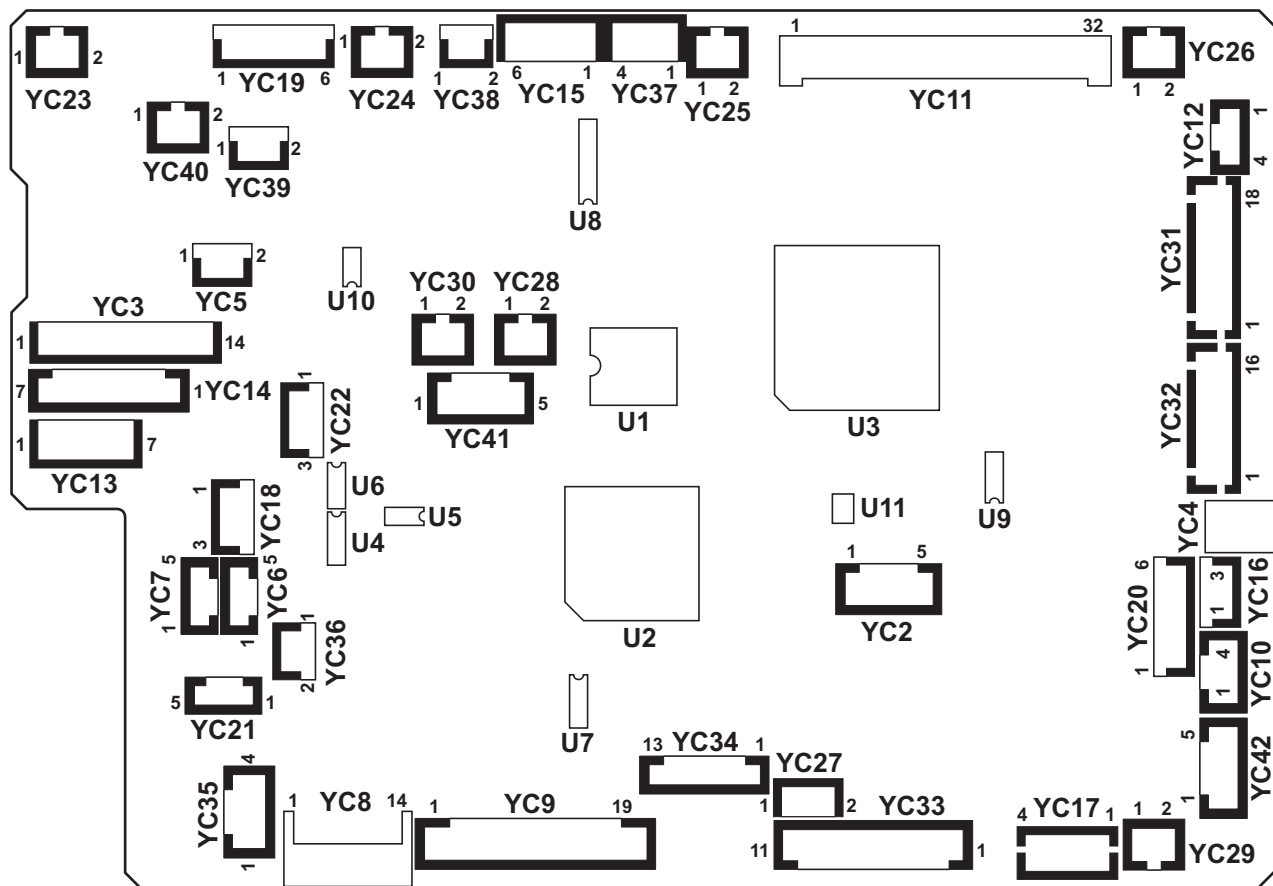 1 2
YC23
1 6
YC19
1 2
YC24
1 2
YC38
6 1
YC15
4 1
YC37
1 2
YC25
1 32
YC11
1 2
YC26
1 2
YC40
1 2
YC39
U8
YC12
1
4
YC31
18
1
1 2
YC5
U10
YC30
1 2
YC28
1 2
YC3
1 14
7 1
YC14
1 7
YC13
1
YC22
3
1 5
YC41
U1
U3
YC32
16
1
U6
U4
U5
1
YC18
3
U11
U9
YC4
YC7
5
1
YC6
5
1
1
YC36
2
U2
1 5
YC2
YC20
6
1
YC16
3
1
YC10
4
1
5 1
YC21
U7
YC42
5
1
13 YC34 1
YC27
1 2
YC35
4
1
1 YC8 14
1 YC9 19
YC33
11 1
4 YC17 1
1 2
YC29